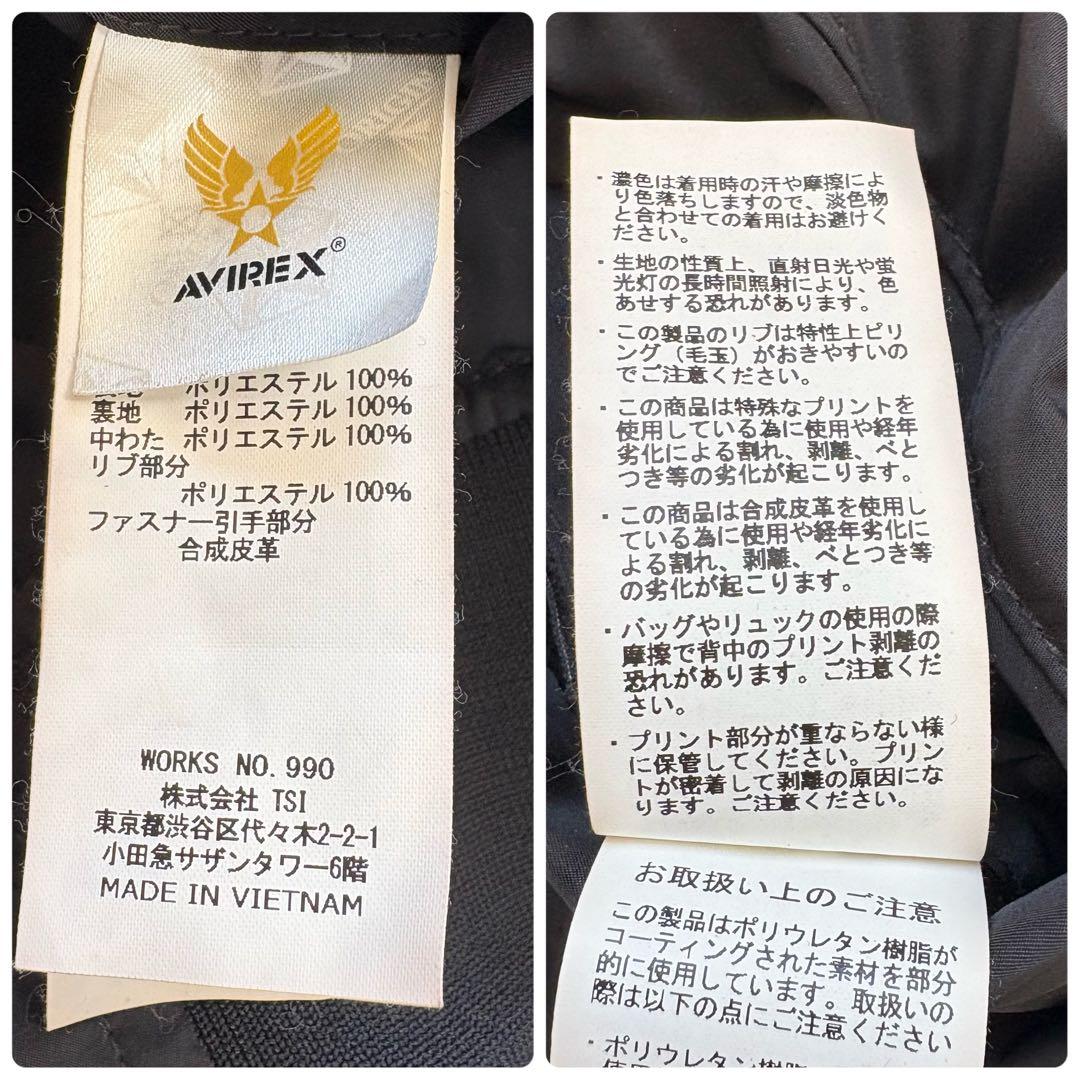 AVIREX®
ポリエステル 100%
裏地 ポリエステル 100%
中わた ポリエステル 100%
リブ部分
ポリエステル 100%
ファスナー引手部分
合成皮革
WORKS NO. 990
株式会社 TSI
東京都渋谷区代々木2-2-1
小田急サザンタワー6階
MADE IN VIETNAM
・濃色は着用時の汗や摩擦によ
り色落ちしますので、淡色物
と合わせての着用はお避けく
ださい。
・生地の性質上、直射日光や蛍
光灯の長時間照射により、色
あせする恐れがあります。
・この製品のリブは特性上ピリ
ング（毛玉）がおきやすいの
でご注意ください。
・この商品は特殊なプリントを
使用している為に使用や経年
劣化による割れ、剥離、べと
つき等の劣化が起こります。
・この商品は合成皮革を使用し
ている為に使用や経年劣化に
よる割れ、剥離、べとつき等
の劣化が起こります。
・バッグやリュックの使用の際
摩擦で背中のプリント剥離の
恐れがあります。ご注意くだ
さい。
・プリント部分が重ならない様
に保管してください。プリン
トが密着して剥離の原因にな
ります。ご注意ください。
お取扱い上のご注意
この製品はポリウレタン樹脂が
コーティングされた素材を部分
的に使用しています。取扱いの
際は以下の点にご注意ください
・ポリウレタン樹脂